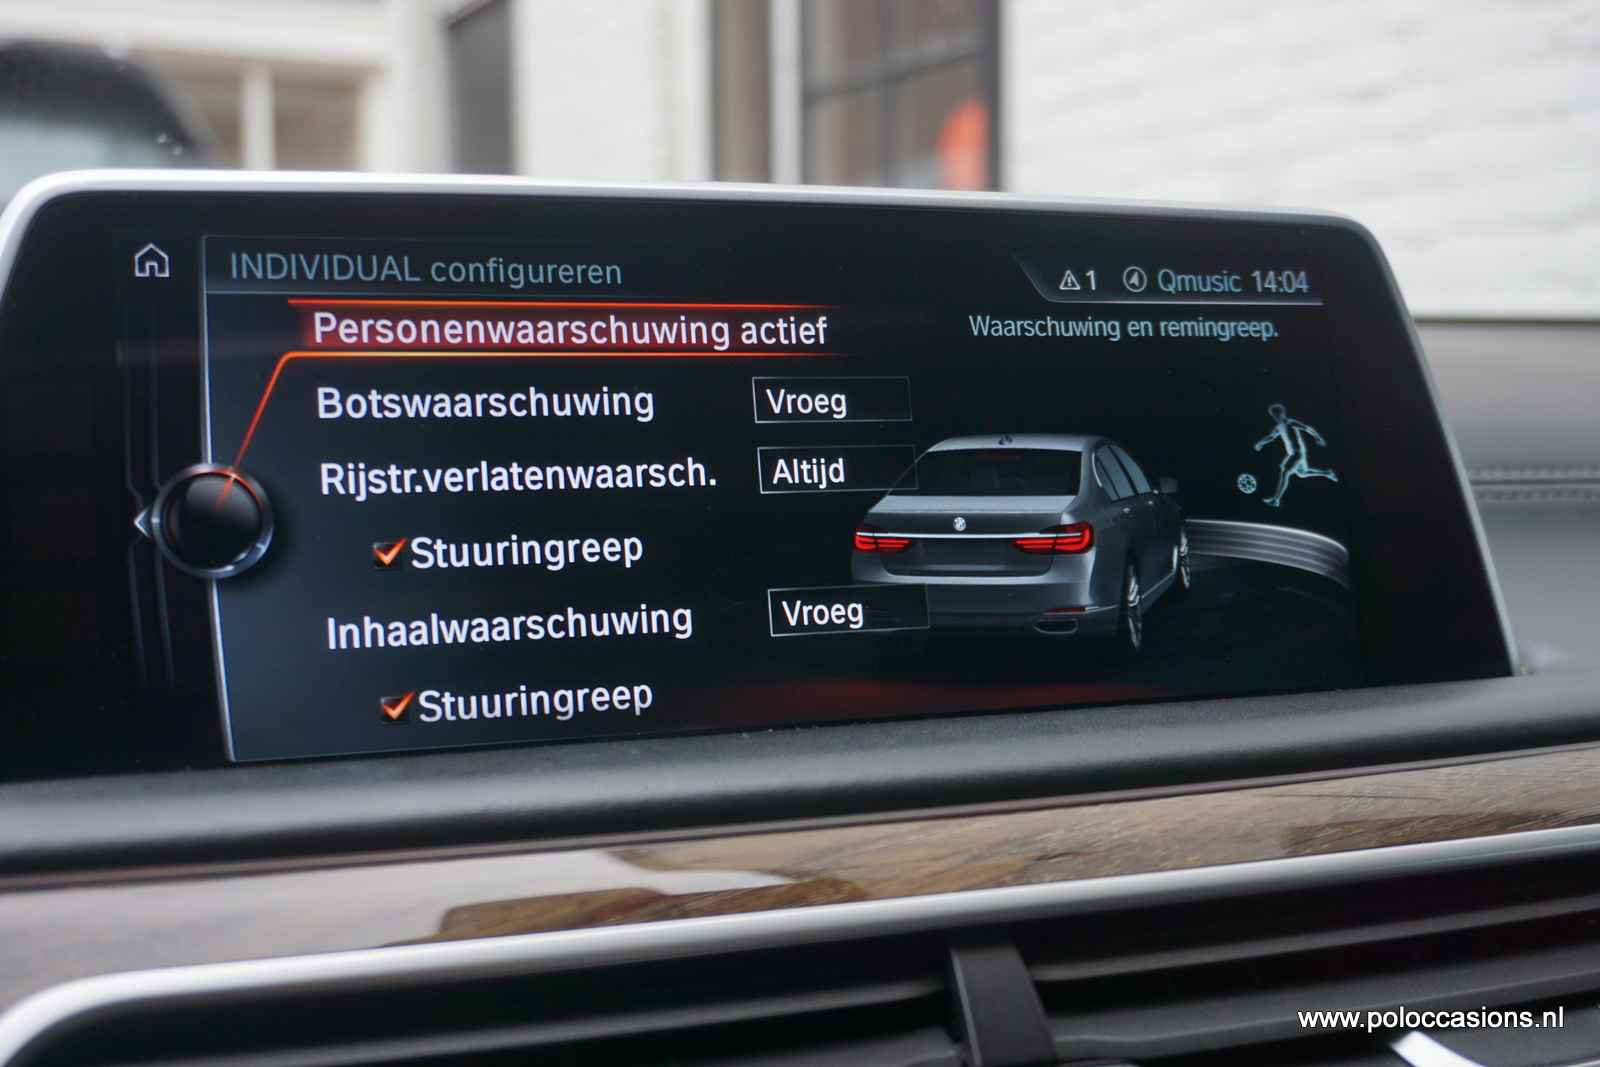 INDIVIDUAL configureren
1 Qmusic 14:04
Personenwaarschuwing actief
Waarschuwing en remingreep.
Botswaarschuwing Vroeg
Rijstr.verlatenwaarsch. Altijd
Stuuringreep
Inhaalwaarschuwing Vroeg
Stuuringreep
www.poloccasions.nl